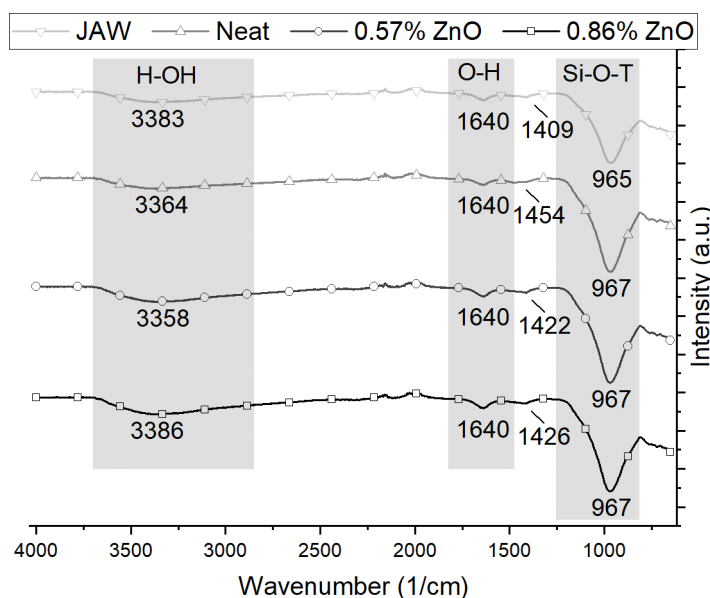 JAW Neat 0.57% ZnO 0.86% ZnO
H-OH O-H Si-O-T
3383 1640 1409 965
3364 1640 1454 967
3358 1640 1422 967
3386 1640 1426 967
Intensity (a.u.)
4000 3500 3000 2500 2000 1500 1000
Wavenumber (1/cm)